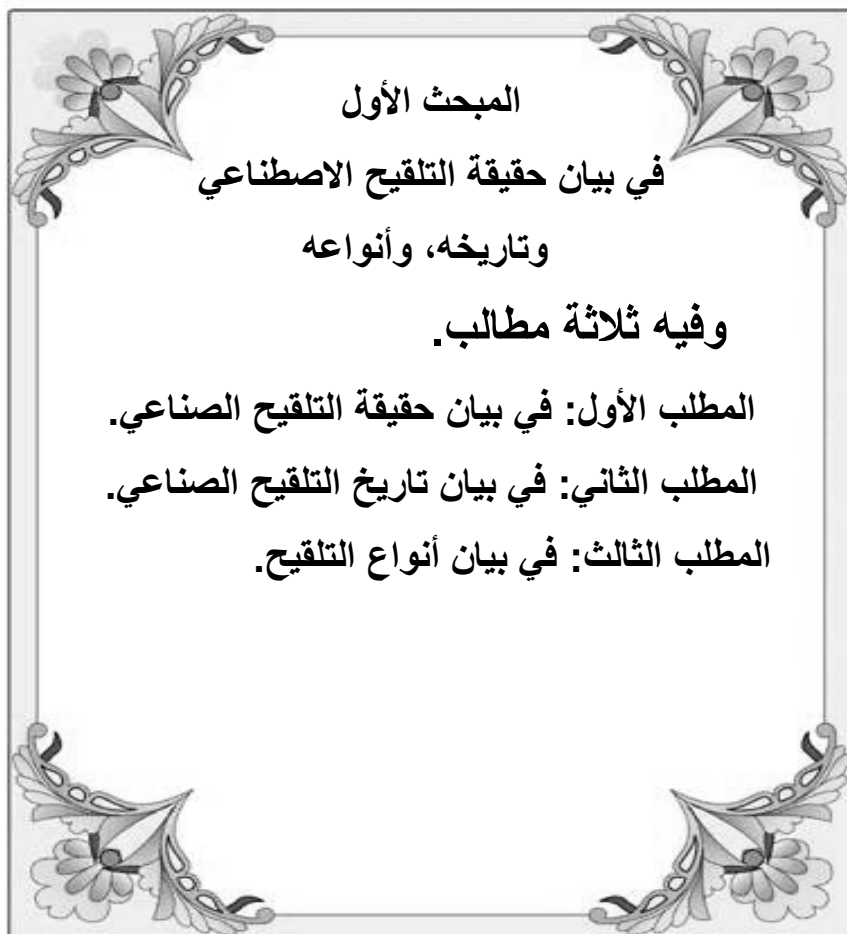 المبحث الأول
في بيان حقيقة التلقيح الاصطناعي
وتاريخه، وأنواعه
وفيه ثلاثة مطالب.
المطلب الأول: في بيان حقيقة التلقيح الصناعي.
المطلب الثاني: في بيان تاريخ التلقيح الصناعي.
المطلب الثالث: في بيان أنواع التلقيح.